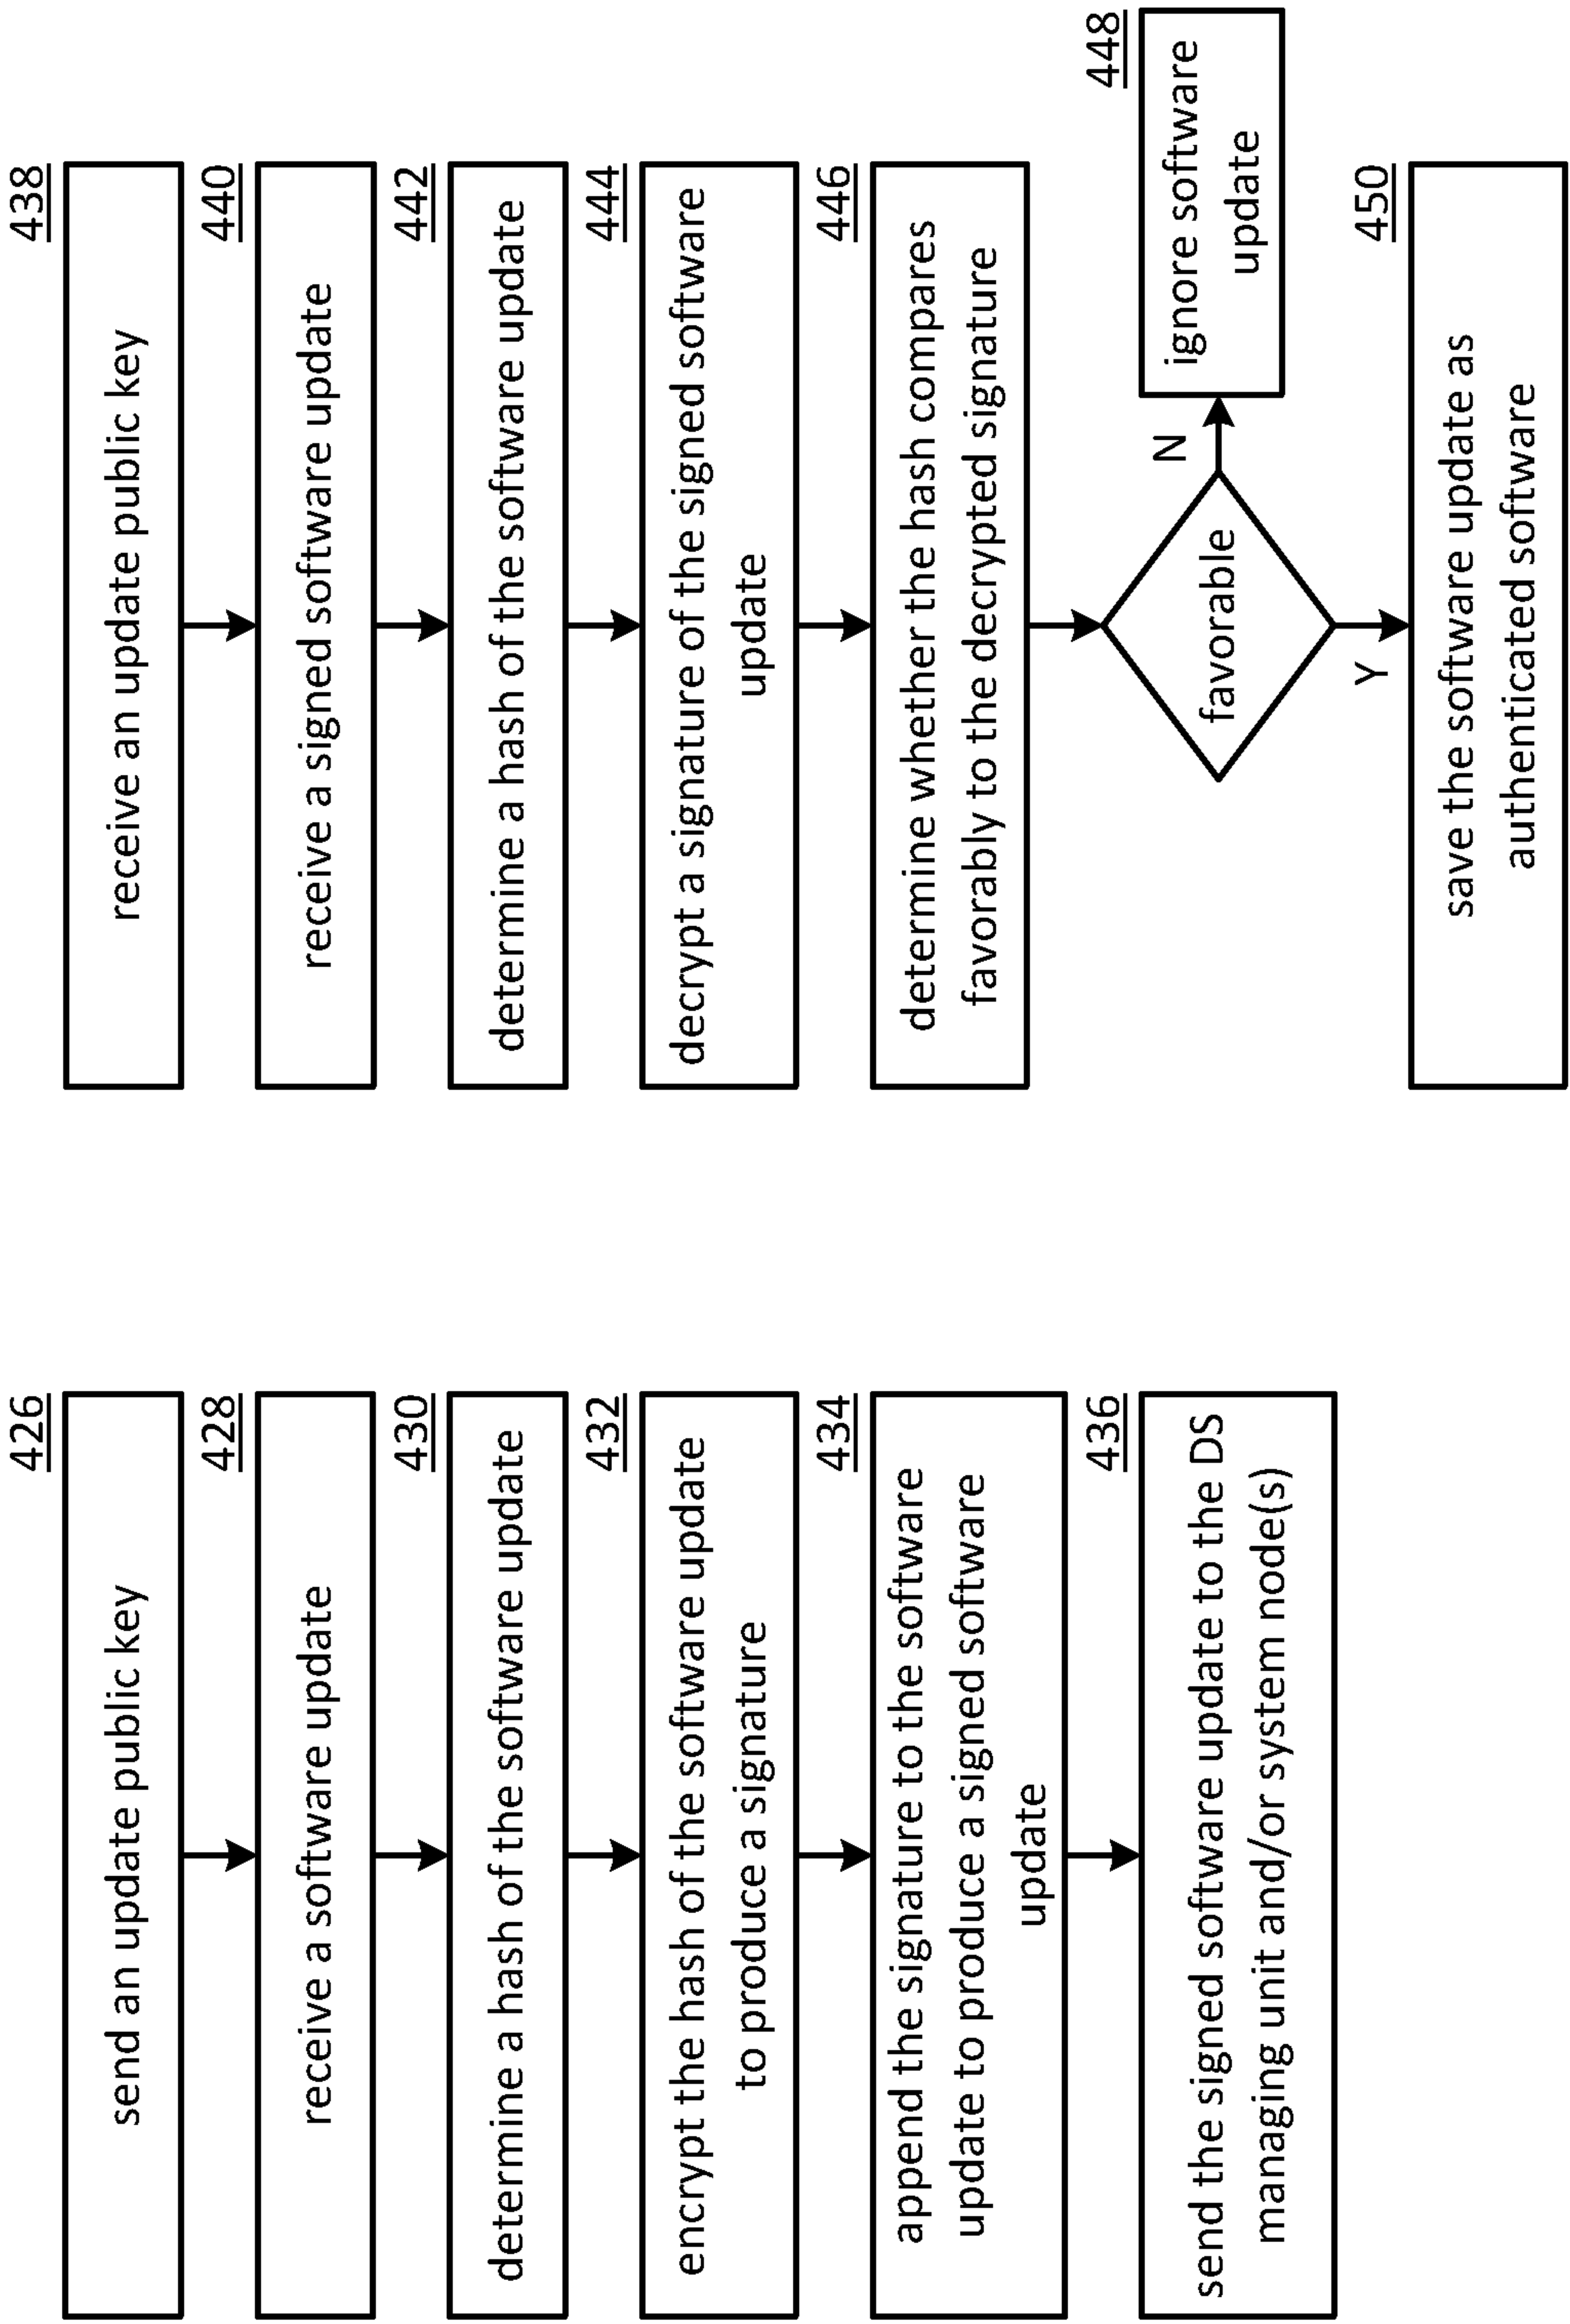 426
send an update public key
428
receive a software update
430
determine a hash of the software update
432
encrypt the hash of the software update
to produce a signature
434
append the signature to the software
update to produce a signed software
update
436
send the signed software update to the DS
managing unit and/or system node(s)
438
receive an update public key
440
receive a signed software update
442
determine a hash of the software update
444
decrypt a signature of the signed software
update
446
determine whether the hash compares
favorably to the decrypted signature
favorable
N
448
ignore software
update
Y
450
save the software update as
authenticated software